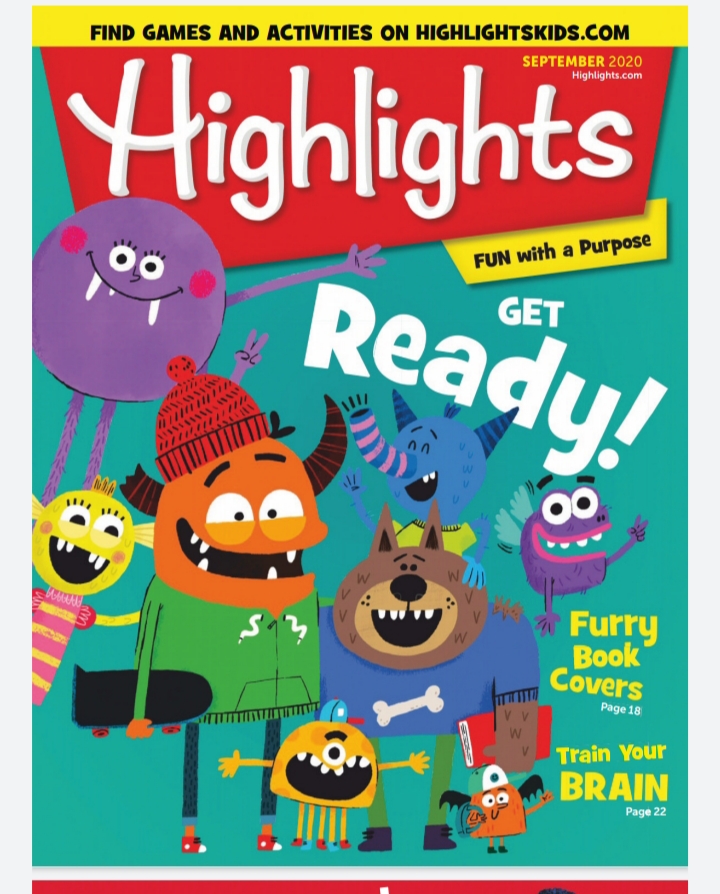 FIND GAMES AND ACTIVITIES ON HIGHLIGHTSKIDS.COM
SEPTEMBER 2020
Highlights.com
Highlights
FUN with a Purpose
GET
Ready!
Furry
Book
Covers
Page 18
Train Your
BRAIN
Page 22